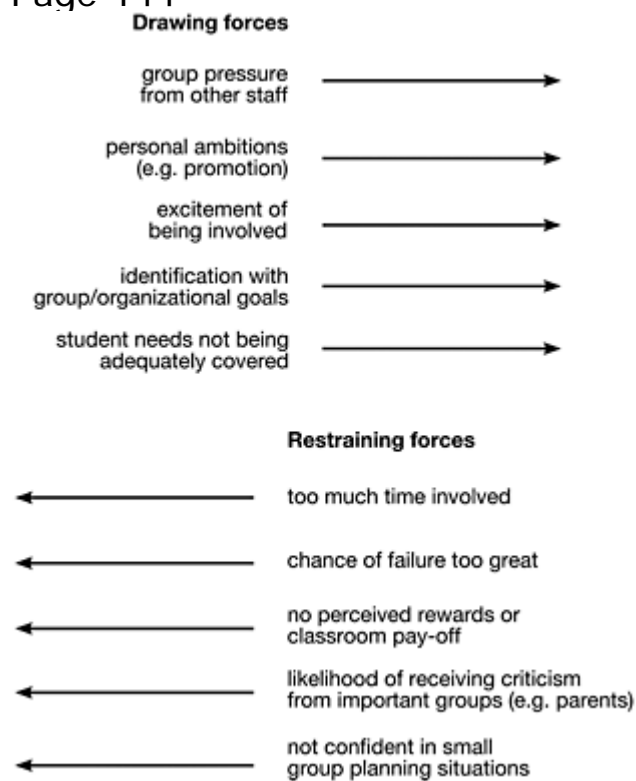 Drawing forces
group pressure
from other staff
personal ambitions
(e.g. promotion)
excitement of
being involved
identification with
group/organizational goals
student needs not being
adequately covered
Restraining forces
too much time involved
chance of failure too great
no perceived rewards or
classroom pay-off
likelihood of receiving criticism
from important groups (e.g. parents)
not confident in small
group planning situations